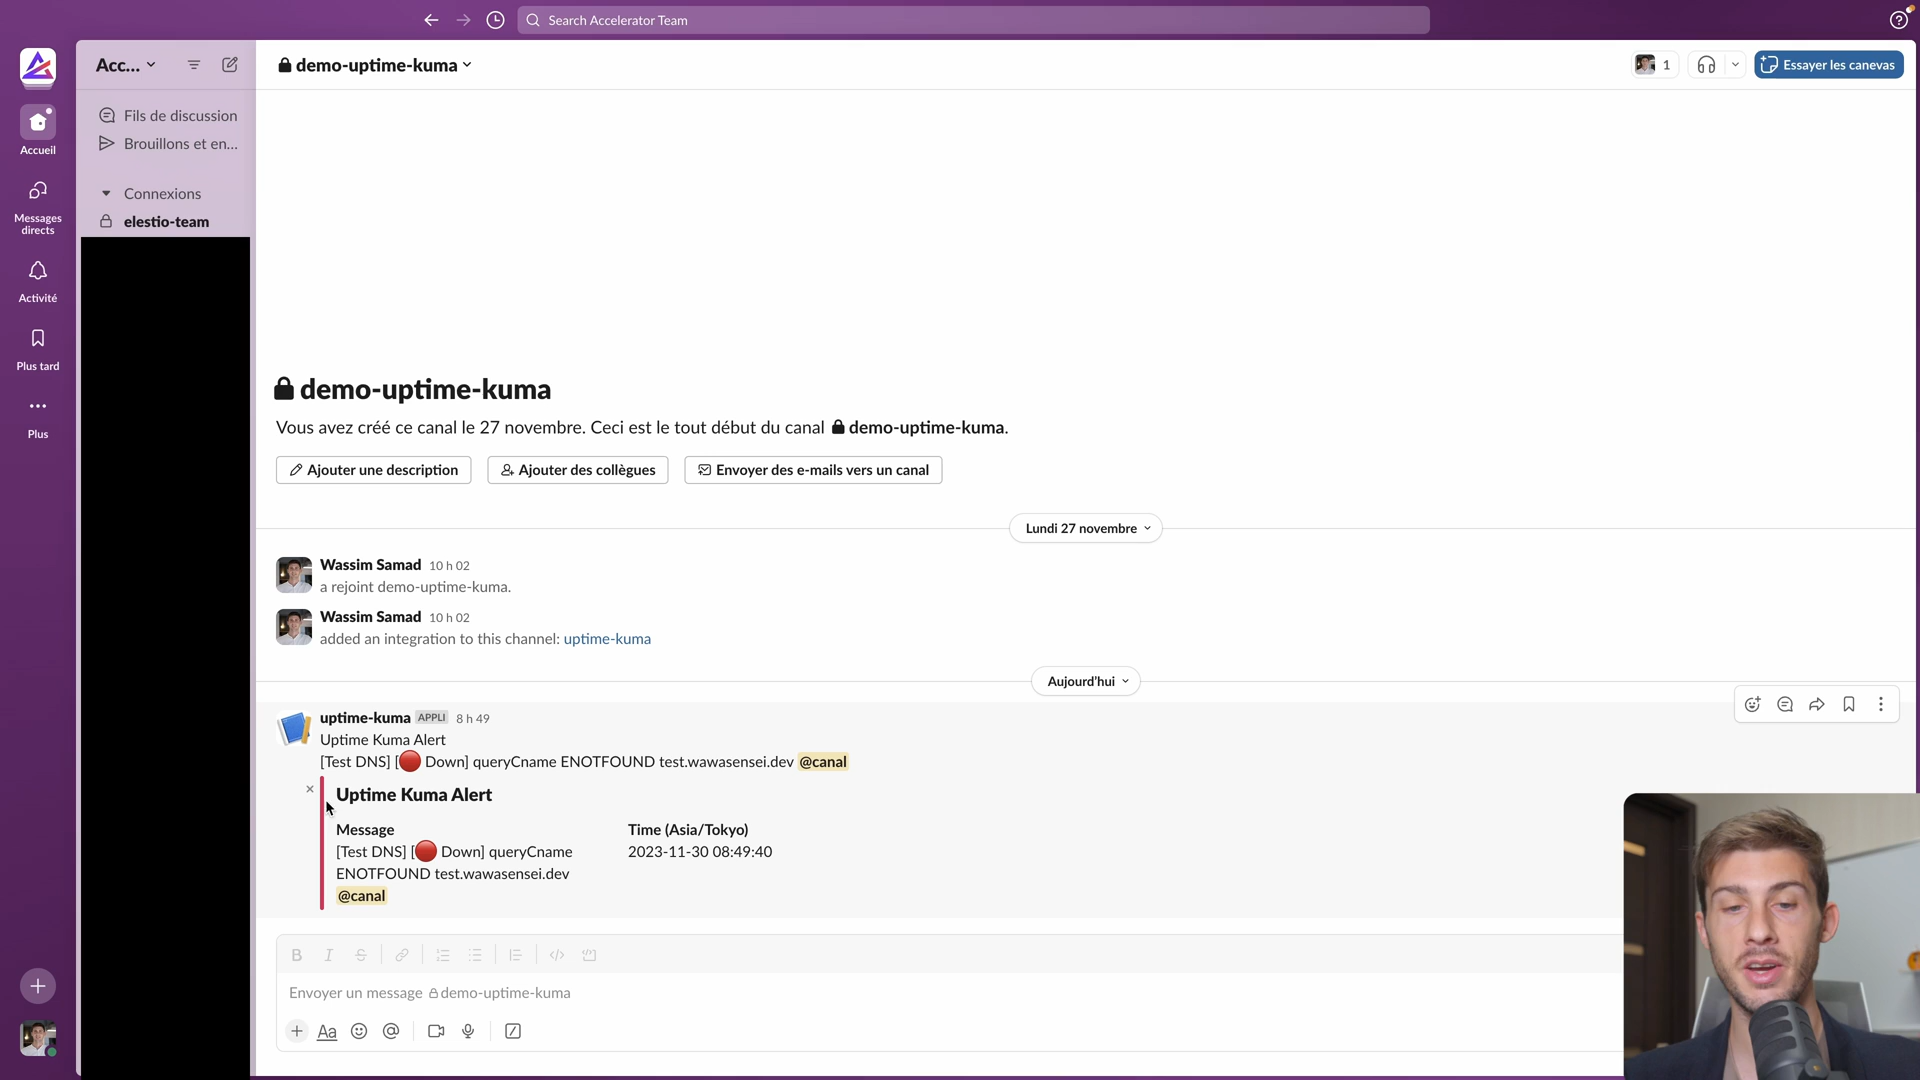 Search Accelerator Team
Acc...
demo-uptime-kuma
1
Essayer les canevas
Accueil
Messages
directs
Activité
Plus tard
Plus
Fils de discussion
Brouillons et en...
Connexions
elestio-team
demo-uptime-kuma
Vous avez créé ce canal le 27 novembre. Ceci est le tout début du canal demo-uptime-kuma.
Ajouter une description
Ajouter des collègues
Envoyer des e-mails vers un canal
Lundi 27 novembre
Wassim Samad 10 h 02
a rejoint demo-uptime-kuma.
Wassim Samad 10 h 02
added an integration to this channel: uptime-kuma
Aujourd'hui
uptime-kuma APPLI 8 h 49
Uptime Kuma Alert
[Test DNS] [🔴 Down] queryCname ENOTFOUND test.wawasensei.dev @canal
Uptime Kuma Alert
Message
[Test DNS] [🔴 Down] queryCname
ENOTFOUND test.wawasensei.dev
@canal
Time (Asia/Tokyo)
2023-11-30 08:49:40
Envoyer un message demo-uptime-kuma